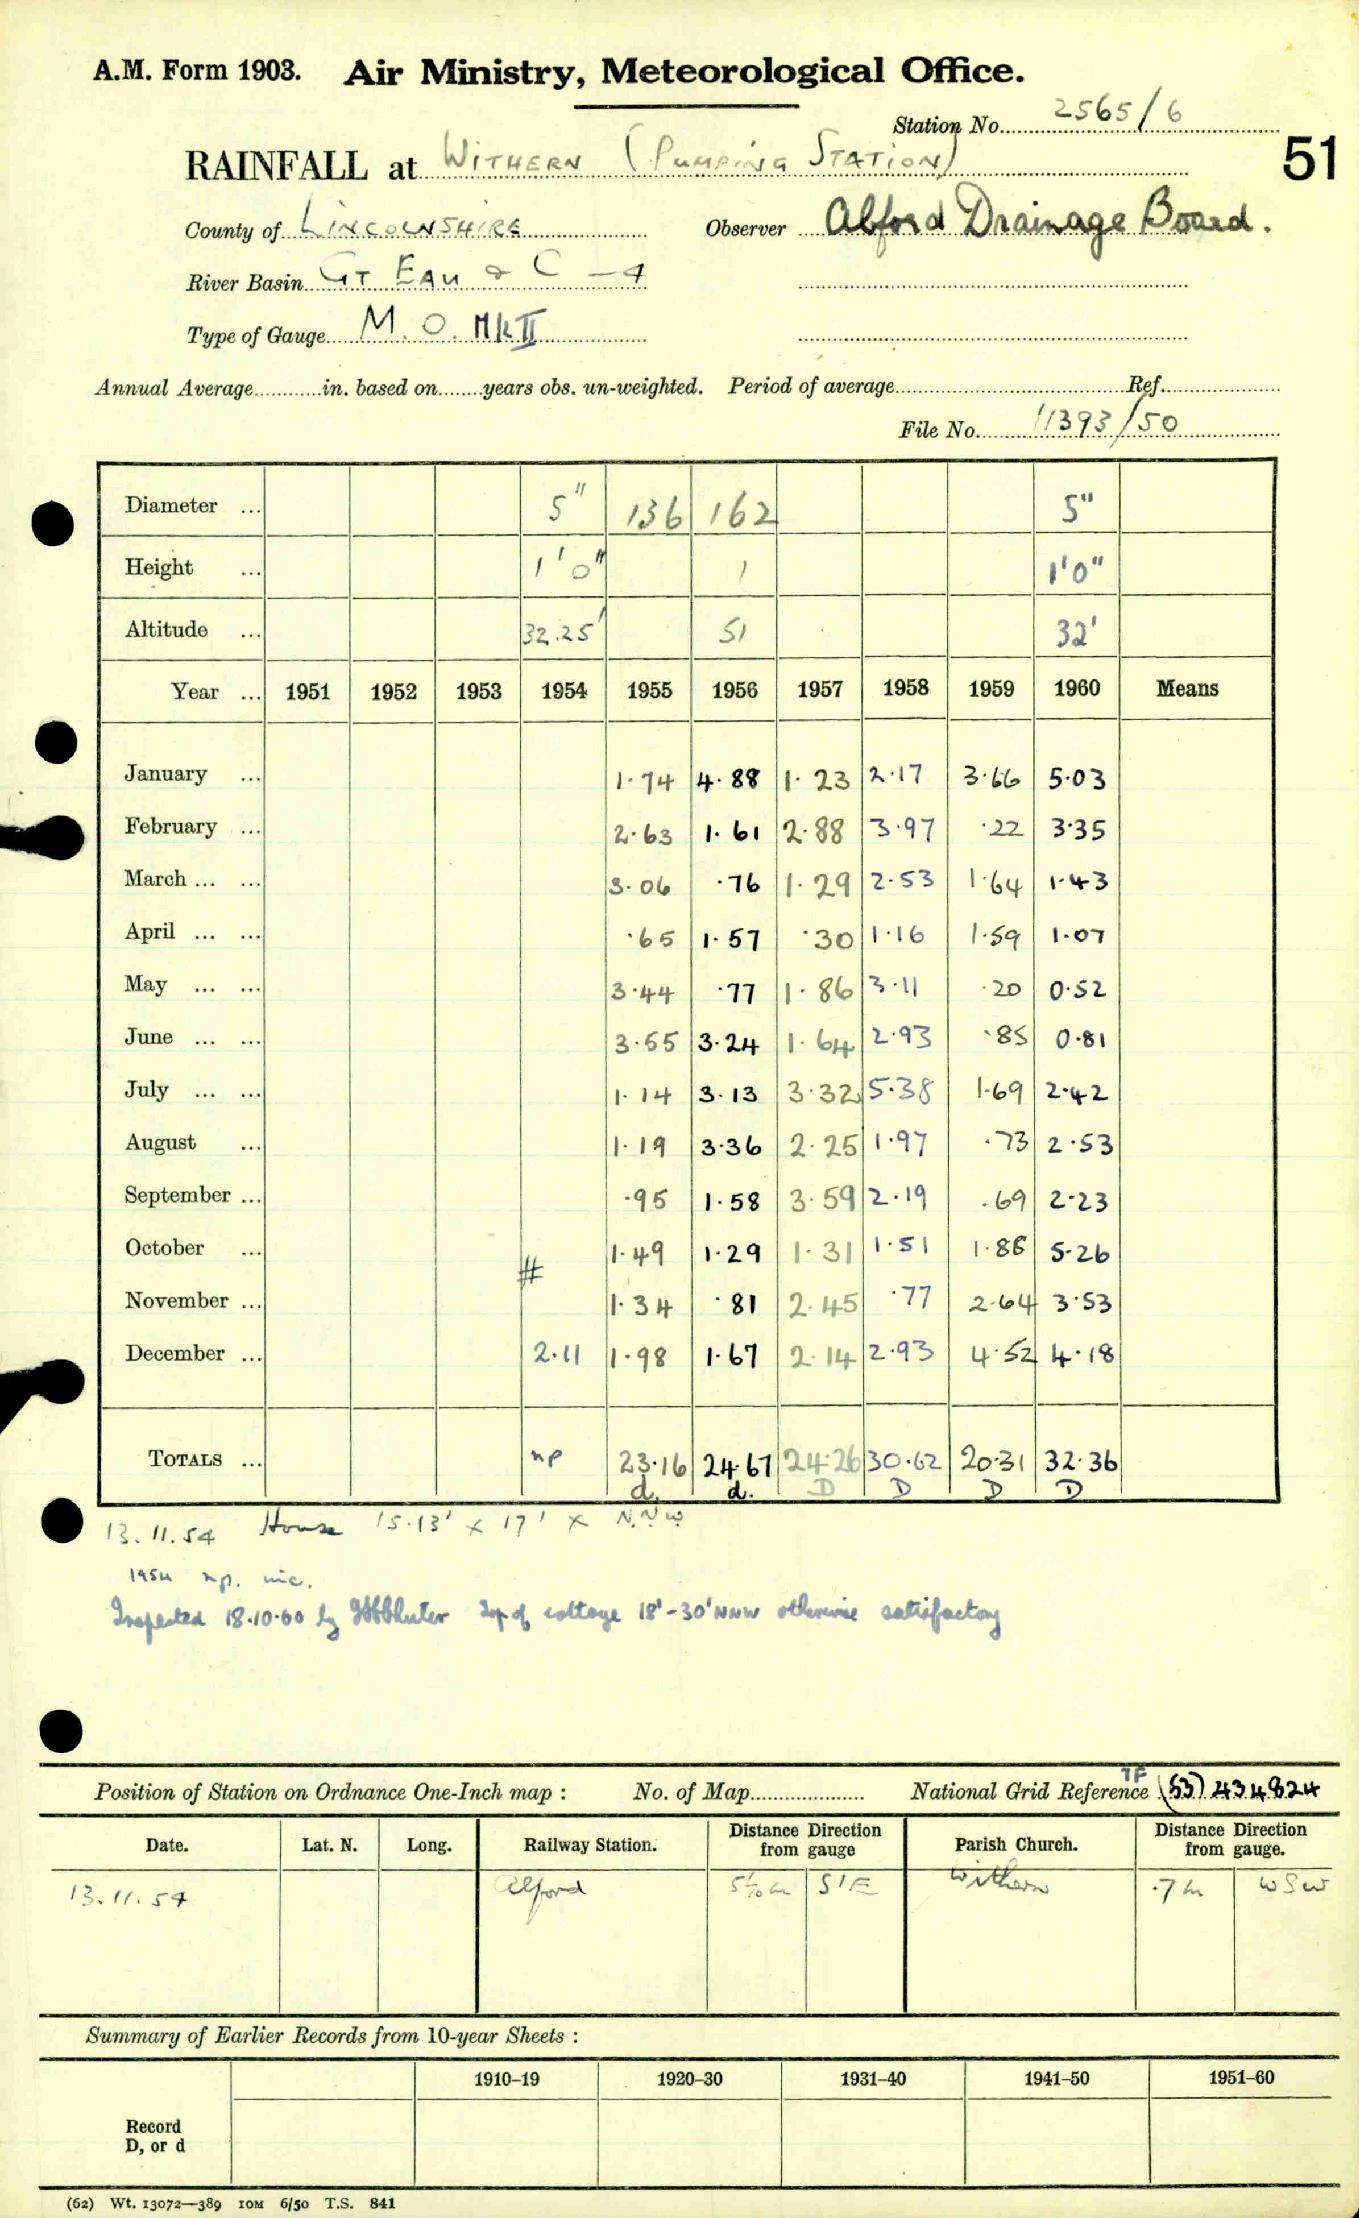 A.M. Form 1903. Air Ministry, Meteorological Office.
Station No. 2565/6
51
RAINFALL at WITHERN (PUMPING STATION)
County of LINCOLNSHIRE Observer Alford Drainage Board.
River Basin GT EAU & C - 4
Type of Gauge M.O. Mk II
Annual Average in. based on years obs. un-weighted. Period of average Ref.
File No. 11393/50
Diameter ... 5" 136 162 5"
Height ... 1'0" 1 1'0"
Altitude ... 32.25' 51 32'
Year ... 1951 1952 1953 1954 1955 1956 1957 1958 1959 1960 Means
January ... 1.74 4.88 1.23 2.17 3.66 5.03
February ... 2.63 1.61 2.88 3.97 .22 3.35
March ... ... 3.06 .76 1.29 2.53 1.64 1.43
April ... ... .65 1.57 .30 1.16 1.59 1.07
May ... ... 3.44 .77 1.86 3.11 .20 0.52
June ... ... 3.55 3.24 1.64 2.93 .85 0.81
July ... ... 1.14 3.13 3.32 5.38 1.69 2.42
August ... 1.19 3.36 2.25 1.97 .73 2.53
September ... .95 1.58 3.59 2.19 .69 2.23
October ... 1.49 1.29 1.31 1.51 1.88 5.26
#
November ... 1.34 .81 2.45 .77 2.64 3.53
December ... 2.11 1.98 1.67 2.14 2.93 4.52 4.18
TOTALS ... np 23.16 24.67 24.26 30.62 20.31 32.36
d. d. D D D D
13.11.54 House 15.13' x 17' x N.N.W.
1954 np. inc.
Inspected 18.10.60 by Top of cottage 18'-30' NNW otherwise satisfactory
Position of Station on Ordnance One-Inch map : No. of Map National Grid Reference TF (53) 434824
Date. Lat. N. Long. Railway Station. Distance from gauge Direction Parish Church. Distance from gauge. Direction
13.11.54 Alford S'E Withern .7m WSW
Summary of Earlier Records from 10-year Sheets :
1910–19 1920–30 1931–40 1941–50 1951–60
Record
D, or d
(62) Wt. 13072—389 10M 6/50 T.S. 841